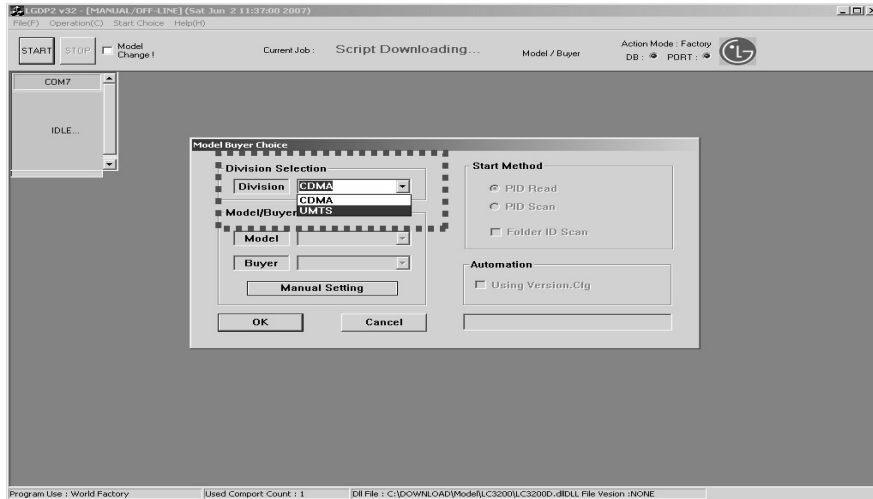 LGDP2 v32 - [MANUAL/OFF-LINE] (Sat Jun 2 11:37:00 2007)
File(F) Operation(C) Start Choice Help(H)
START STOP Model Change ! Current Job : Script Downloading... Model / Buyer Action Mode : Factory
DB : PORT :
LG
COM7
IDLE...
Model Buyer Choice
Division Selection
Division CDMA
CDMA
UMTS
Model/Buyer
Model
Buyer
Manual Setting
OK Cancel
Start Method
PID Read
PID Scan
Folder ID Scan
Automation
Using Version.Cfg
Program Use : World Factory Used Comport Count : 1 Dll File : C:\DOWNLOAD\Model\LC3200\LC3200D.dllDLL File Vesion :NONE